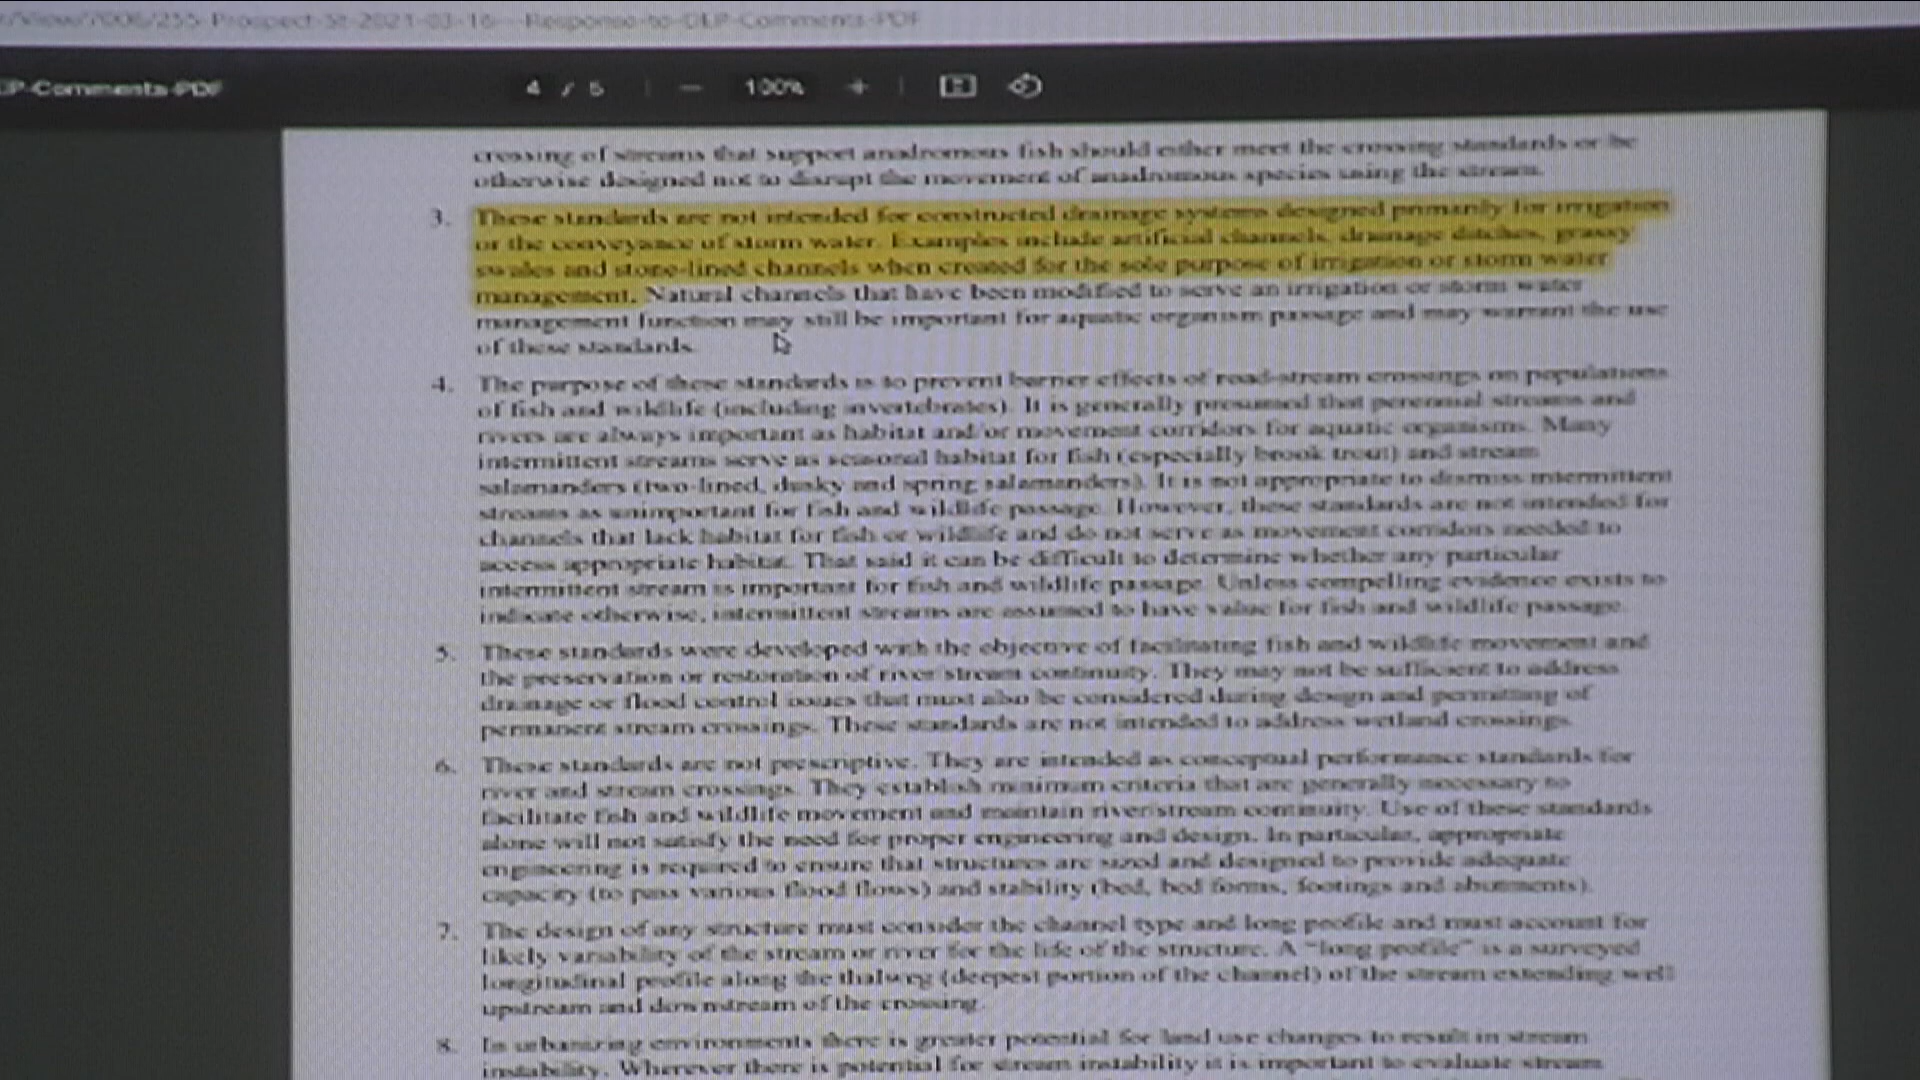 /View/7006/255-Prospect-St-2021-03-16---Response-to-DEP-Comments-PDF
EP-Comments-PDF
4 / 5
100%
crossing of streams that support anadromous fish should either meet the crossing standards or be
otherwise designed not to disrupt the movement of anadromous species using the stream.
3. These standards are not intended for constructed drainage systems designed primarily for irrigation
or the conveyance of storm water. Examples include artificial channels, drainage ditches, grassy
swales and stone-lined channels when created for the sole purpose of irrigation or storm water
management. Natural channels that have been modified to serve an irrigation or storm water
management function may still be important for aquatic organism passage and may warrant the use
of these standards.
4. The purpose of these standards is to prevent barrier effects of road-stream crossings on populations
of fish and wildlife (including invertebrates). It is generally presumed that perennial streams and
rivers are always important as habitat and/or movement corridors for aquatic organisms. Many
intermittent streams serve as seasonal habitat for fish (especially brook trout) and stream
salamanders (two-lined, dusky and spring salamanders). It is not appropriate to dismiss intermittent
streams as unimportant for fish and wildlife passage. However, these standards are not intended for
channels that lack habitat for fish or wildlife and do not serve as movement corridors needed to
access appropriate habitat. That said it can be difficult to determine whether any particular
intermittent stream is important for fish and wildlife passage. Unless compelling evidence exists to
indicate otherwise, intermittent streams are assumed to have value for fish and wildlife passage.
5. These standards were developed with the objective of facilitating fish and wildlife movement and
the preservation or restoration of river/stream continuity. They may not be sufficient to address
drainage or flood control issues that must also be considered during design and permitting of
permanent stream crossings. These standards are not intended to address wetland crossings.
6. These standards are not prescriptive. They are intended as conceptual performance standards for
river and stream crossings. They establish minimum criteria that are generally necessary to
facilitate fish and wildlife movement and maintain river/stream continuity. Use of these standards
alone will not satisfy the need for proper engineering and design. In particular, appropriate
engineering is required to ensure that structures are sized and designed to provide adequate
capacity (to pass various flood flows) and stability (bed, bed forms, footings and abutments).
7. The design of any structure must consider the channel type and long profile and must account for
likely variability of the stream or river for the life of the structure. A "long profile" is a surveyed
longitudinal profile along the thalweg (deepest portion of the channel) of the stream extending well
upstream and downstream of the crossing.
8. In urbanizing environments there is greater potential for land use changes to result in stream
instability. Wherever there is potential for stream instability it is important to evaluate stream